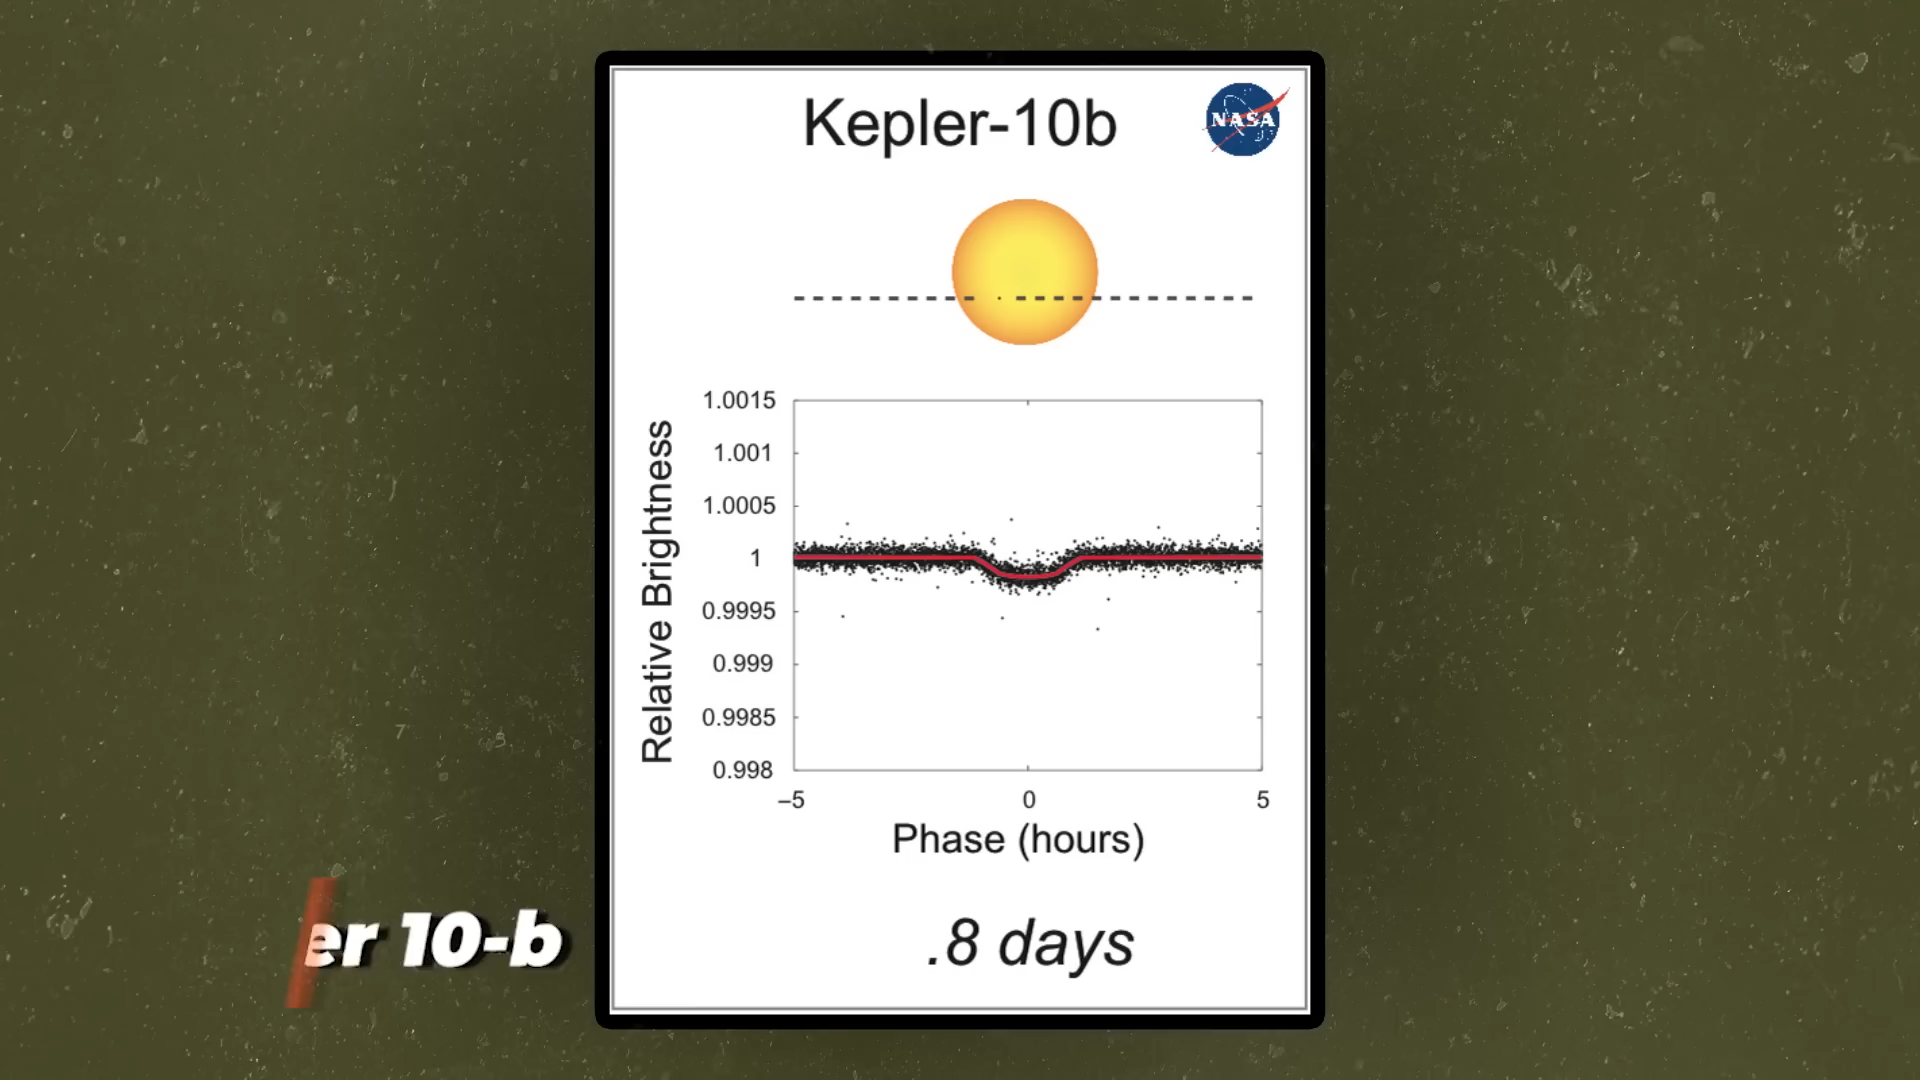 Kepler-10b
NASA
Relative Brightness
1.0015
1.001
1.0005
1
0.9995
0.999
0.9985
0.998
–5 0 5
Phase (hours)
.8 days
er 10-b